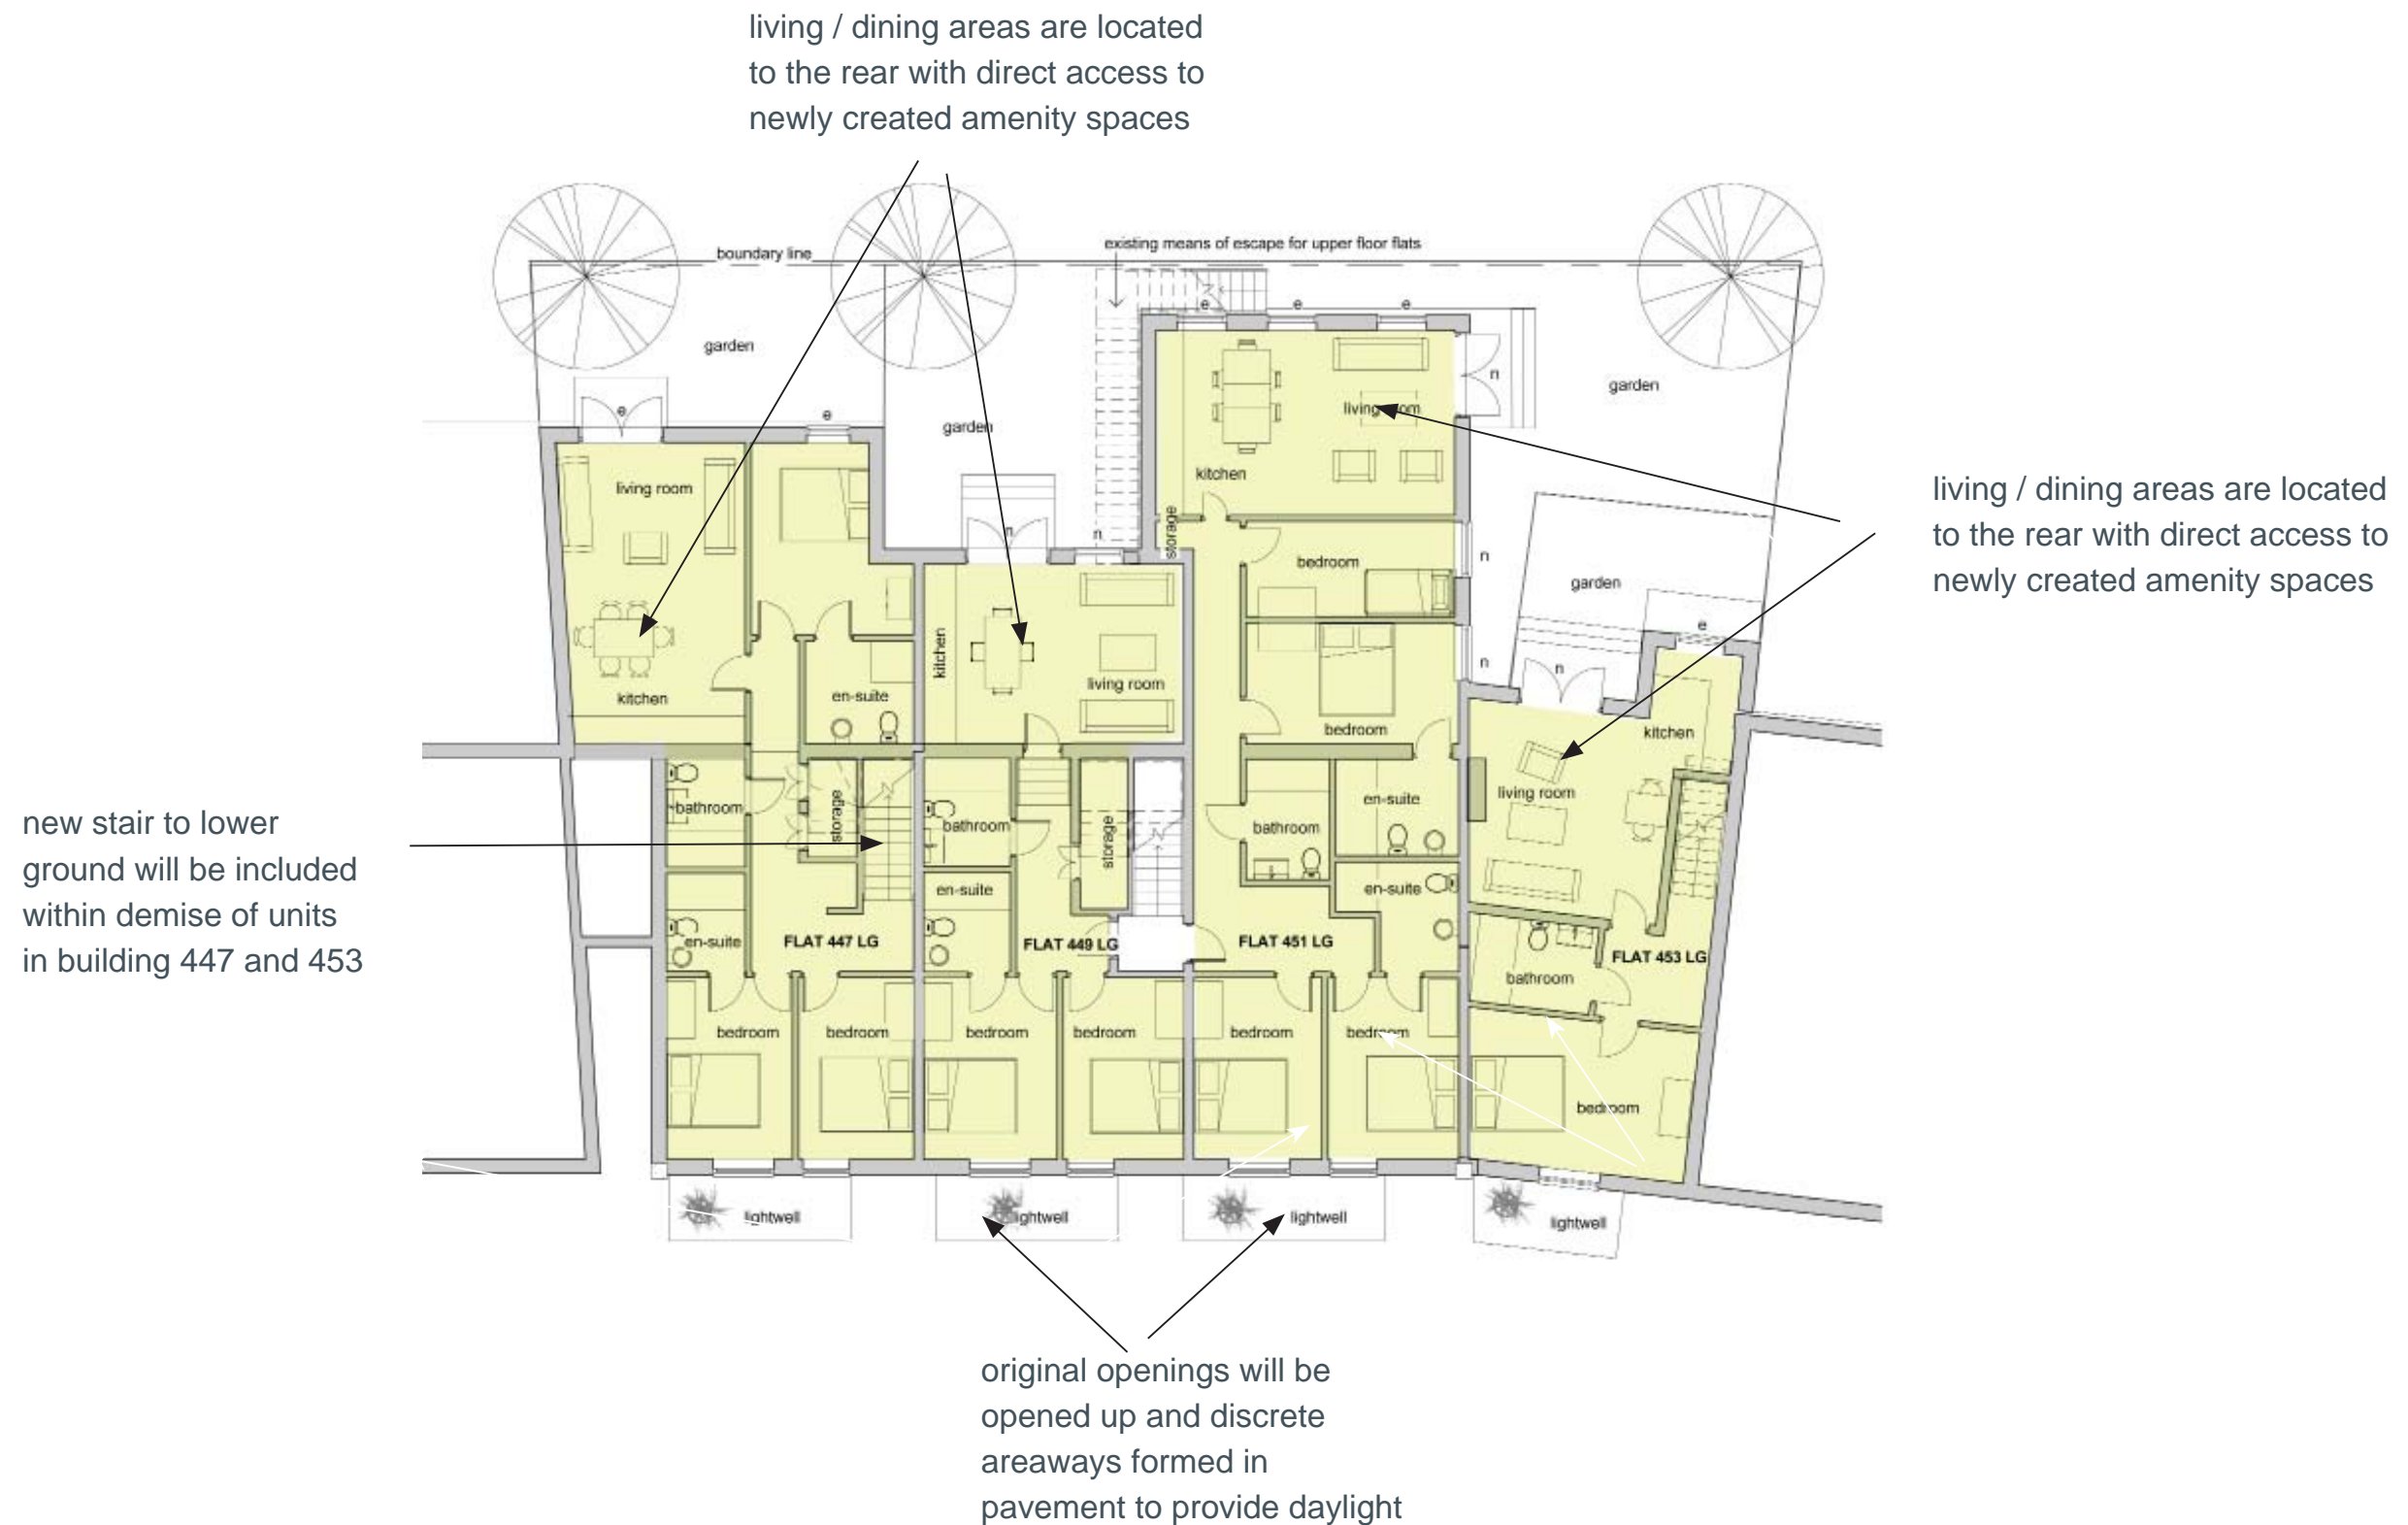 living / dining areas are located
to the rear with direct access to
newly created amenity spaces
boundary line
existing means of escape for upper floor flats
e
e
e
garden
n
garden
e
e
garden
living room
kitchen
living room
storage
n
n
bedroom
n
garden
living / dining areas are located
to the rear with direct access to
newly created amenity spaces
kitchen
en-suite
kitchen
living room
bedroom
n
n
e
kitchen
living room
bathroom
storage
bathroom
storage
bathroom
en-suite
new stair to lower
ground will be included
within demise of units
in building 447 and 453
en-suite
en-suite
en-suite
FLAT 447 LG
FLAT 449 LG
FLAT 451 LG
FLAT 453 LG
bathroom
bedroom
bedroom
bedroom
bedroom
bedroom
bedroom
bedroom
lightwell
lightwell
lightwell
lightwell
original openings will be
opened up and discrete
areaways formed in
pavement to provide daylight